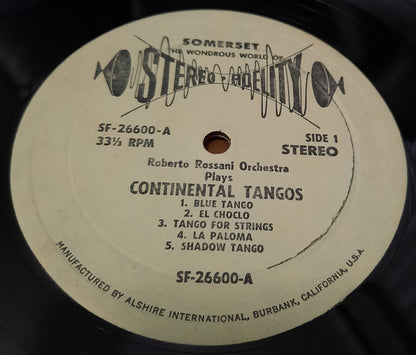 SOMERSET
THE WONDROUS WORLD OF
STEREO-FIDELITY
SF-26600-A
33⅓ RPM
SIDE 1
STEREO
Roberto Rossani Orchestra
Plays
CONTINENTAL TANGOS
1. BLUE TANGO
2. EL CHOCLO
3. TANGO FOR STRINGS
4. LA PALOMA
5. SHADOW TANGO
SF-26600-A
MANUFACTURED BY ALSHIRE INTERNATIONAL, BURBANK, CALIFORNIA, U.S.A.